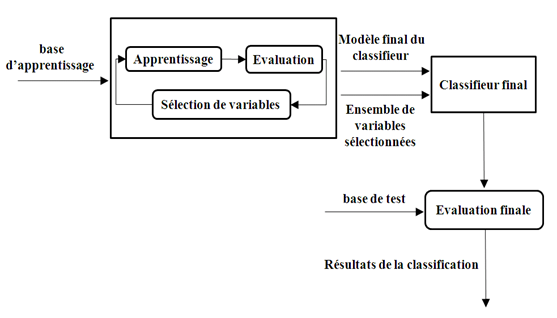 base
d'apprentissage
Apprentissage
Evaluation
Sélection de variables
Modèle final du
classifieur
Ensemble de
variables
sélectionnées
Classifieur final
base de test
Evaluation finale
Résultats de la classification